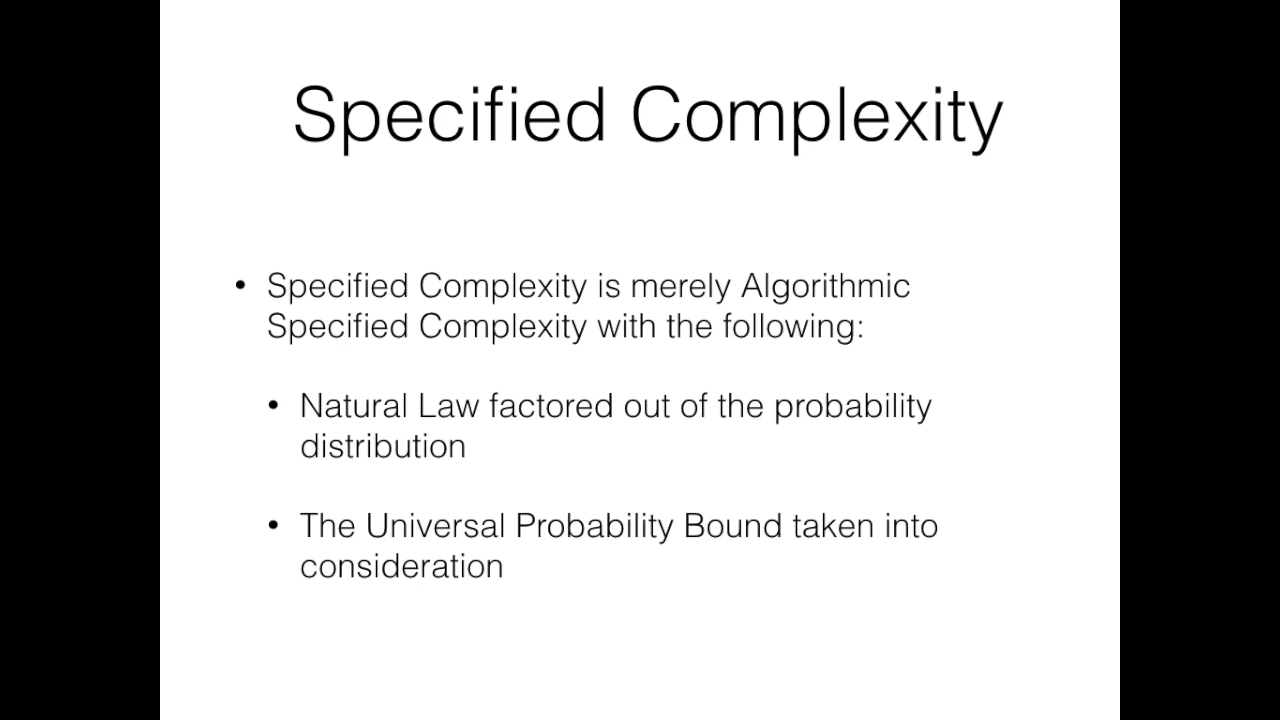 Specified Complexity
• Specified Complexity is merely Algorithmic
Specified Complexity with the following:
• Natural Law factored out of the probability
distribution
• The Universal Probability Bound taken into
consideration